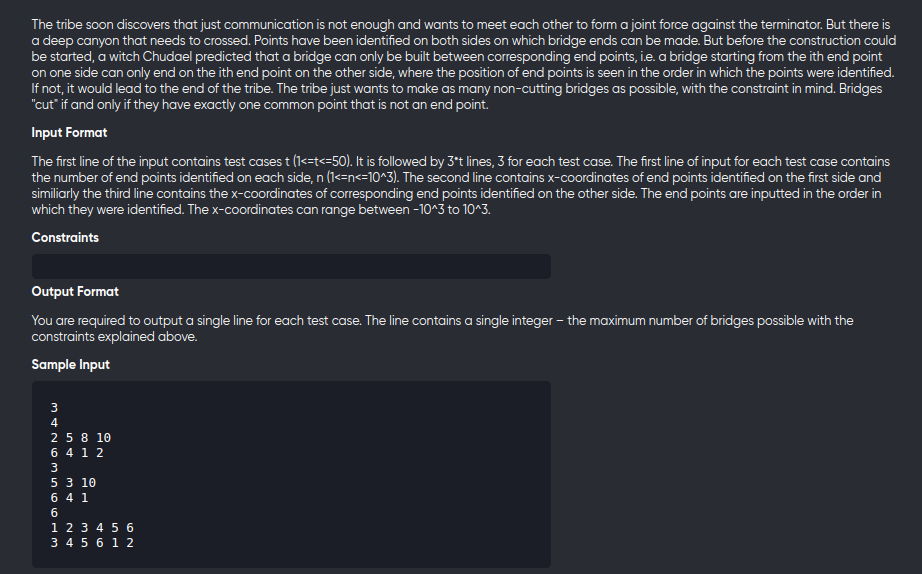 The tribe soon discovers that just communication is not enough and wants to meet each other to form a joint force against the terminator. But there is
a deep canyon that needs to crossed. Points have been identified on both sides on which bridge ends can be made. But before the construction could
be started, a witch Chudael predicted that a bridge can only be built between corresponding end points, i.e. a bridge starting from the ith end point
on one side can only end on the ith end point on the other side, where the position of end points is seen in the order in which the points were identified.
If not, it would lead to the end of the tribe. The tribe just wants to make as many non-cutting bridges as possible, with the constraint in mind. Bridges
"cut" if and only if they have exactly one common point that is not an end point.
Input Format
The first line of the input contains test cases t (1<=t<=50). It is followed by 3*t lines, 3 for each test case. The first line of input for each test case contains
the number of end points identified on each side, n (1<=n<=10^3). The second line contains x-coordinates of end points identified on the first side and
similiarly the third line contains the x-coordinates of corresponding end points identified on the other side. The end points are inputted in the order in
which they were identified. The x-coordinates can range between -10^3 to 10^3.
Constraints
Output Format
You are required to output a single line for each test case. The line contains a single integer – the maximum number of bridges possible with the
constraints explained above.
Sample Input
3
4
2 5 8 10
6 4 1 2
3
5 3 10
6 4 1
6
1 2 3 4 5 6
3 4 5 6 1 2